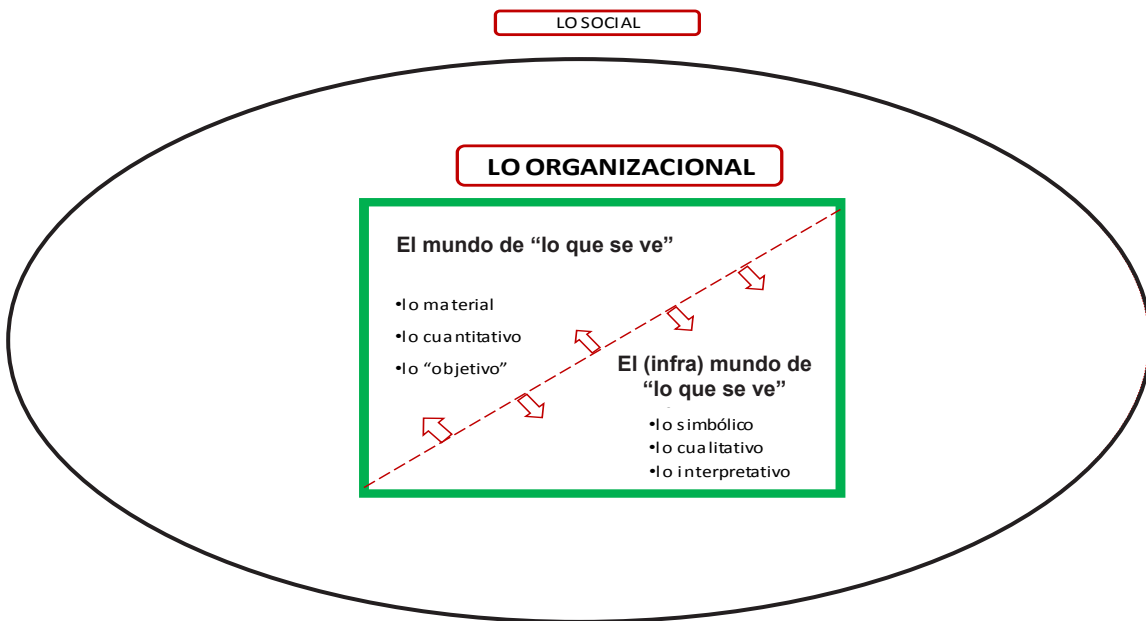 LO SOCIAL
LO ORGANIZACIONAL
El mundo de “lo que se ve”
•lo material
•lo cuantitativo
•lo “objetivo”
El (infra) mundo de
“lo que se ve”
•lo simbólico
•lo cualitativo
•lo interpretativo